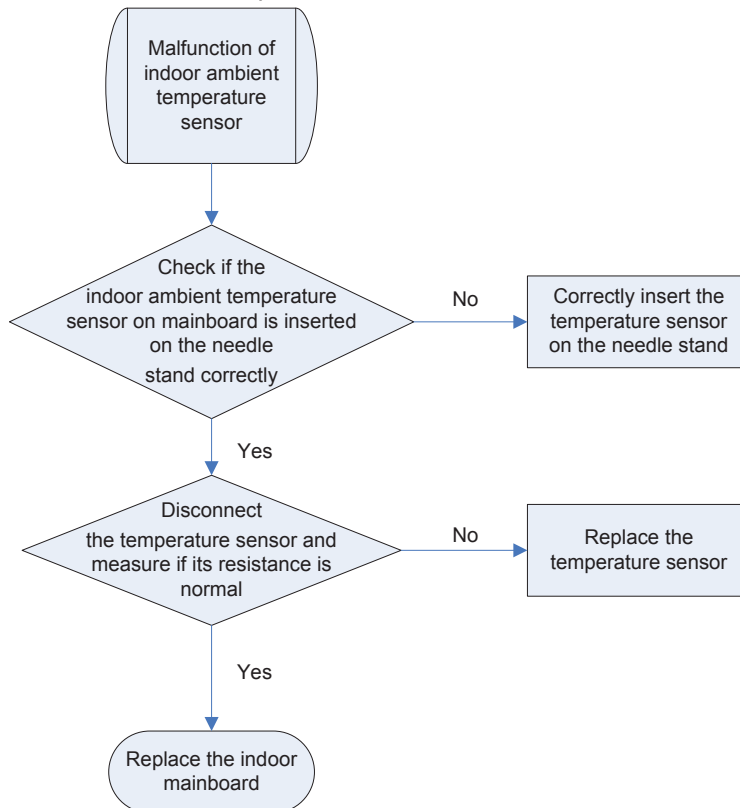 Malfunction of
indoor ambient
temperature
sensor
Check if the
indoor ambient temperature
sensor on mainboard is inserted
on the needle
stand correctly
No
Correctly insert the
temperature sensor
on the needle stand
Yes
Disconnect
the temperature sensor and
measure if its resistance is
normal
No
Replace the
temperature sensor
Yes
Replace the indoor
mainboard